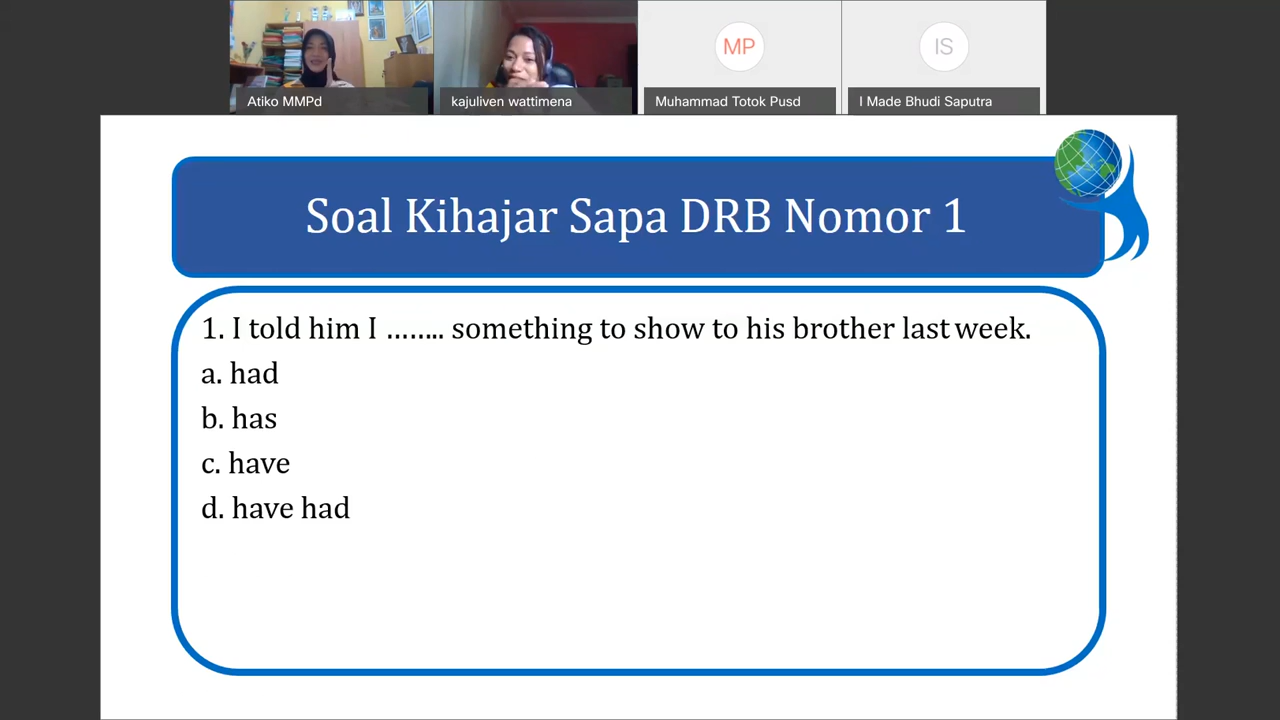 Atiko MMPd
kajuliven wattimena
MP
Muhammad Totok Pusd
IS
I Made Bhudi Saputra
Soal Kihajar Sapa DRB Nomor 1
1. I told him I …….. something to show to his brother last week.
a. had
b. has
c. have
d. have had